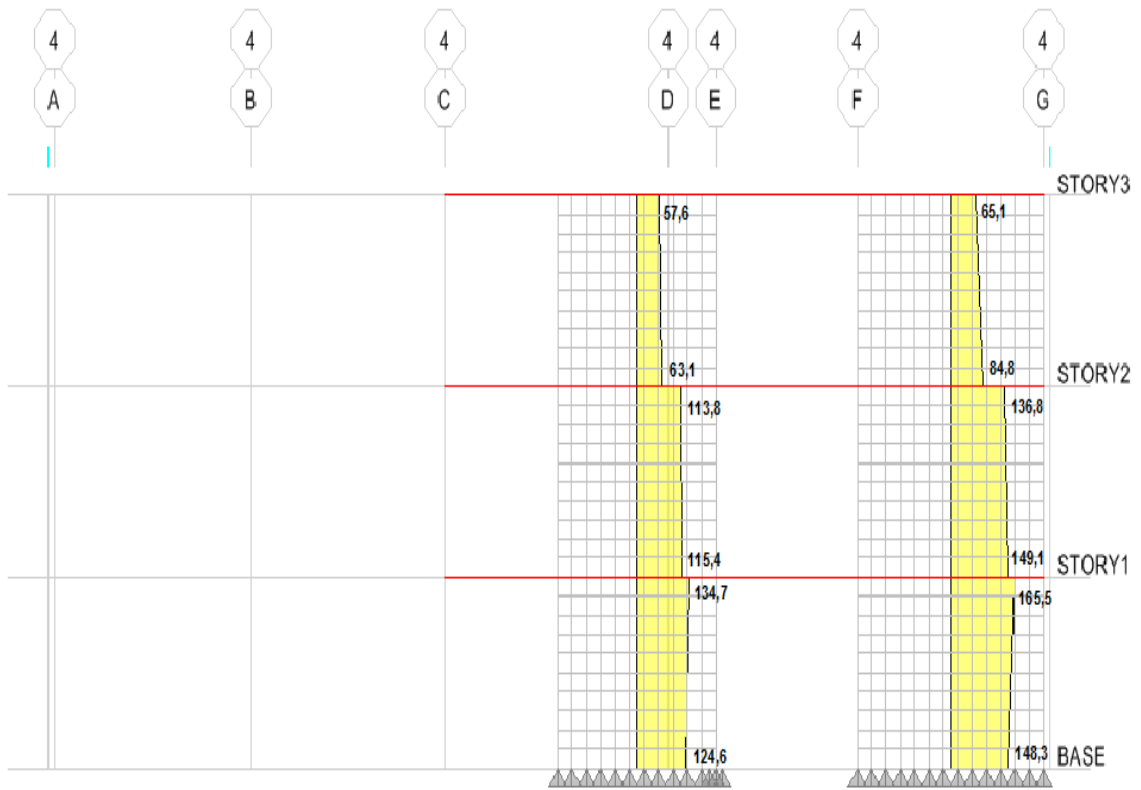 4 4 4 4 4 4 4
A B C D E F G
STORY3
57,6 65,1
63,1 84,8 STORY2
113,8 136,8
115,4 149,1 STORY1
134,7 165,5
124,6 148,3 BASE